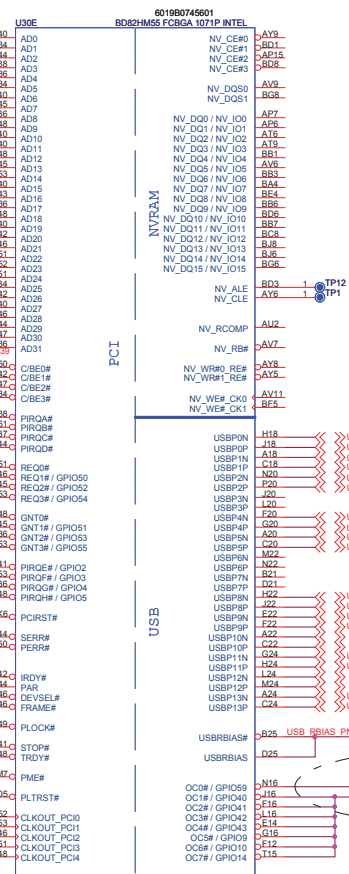 6019B0745601
U30E BD82HM55 FCBGA 1071P INTEL
AD0 NV_CE#0 AY9
AD1 NV_CE#1 BD1
AD2 NV_CE#2 AP15
AD3 NV_CE#3 BD8
AD4
AD5 NV_DQS0 AV9
AD6 NV_DQS1 BG8
AD7
AD8 NV_DQ0 / NV_IO0 AP7
AD9 NV_DQ1 / NV_IO1 AP6
AD10 NV_DQ2 / NV_IO2 AT6
AD11 NV_DQ3 / NV_IO3 AT9
AD12 NV_DQ4 / NV_IO4 BB1
AD13 NV_DQ5 / NV_IO5 AV6
AD14 NV_DQ6 / NV_IO6 BB3
AD15 NV_DQ7 / NV_IO7 BA4
AD16 NV_DQ8 / NV_IO8 BE4
AD17 NV_DQ9 / NV_IO9 BB6
AD18 NV_DQ10 / NV_IO10 BD6
AD19 NV_DQ11 / NV_IO11 BB7
AD20 NV_DQ12 / NV_IO12 BC8
AD21 NV_DQ13 / NV_IO13 BJ8
AD22 NV_DQ14 / NV_IO14 BJ6
AD23 NV_DQ15 / NV_IO15 BG6
NVRAM
AD24
AD25 NV_ALE BD3 1 TP12
AD26 NV_CLE AY6 1 TP1
AD27
AD28
AD29 NV_RCOMP AU2
AD30
AD31 NV_RB# AV7
PCI
C/BE0# NV_WR#0_RE# AY8
C/BE1# NV_WR#1_RE# AY5
C/BE2#
C/BE3# NV_WE#_CK0 AV11
NV_WE#_CK1 BF5
PIRQA#
PIRQB#
PIRQC# USBP0N H18
PIRQD# USBP0P J18
USBP1N A18
REQ0# USBP1P C18
REQ1# / GPIO50 USBP2N N20
REQ2# / GPIO52 USBP2P P20
REQ3# / GPIO54 USBP3N J20
USBP3P L20
GNT0# USBP4N F20
GNT1# / GPIO51 USBP4P G20
GNT2# / GPIO53 USBP5N A20
GNT3# / GPIO55 USBP5P C20
USBP6N M22
PIRQE# / GPIO2 USBP6P N22
PIRQF# / GPIO3 USBP7N B21
PIRQG# / GPIO4 USBP7P D21
PIRQH# / GPIO5 USBP8N H22
USBP8P J22
PCIRST# USBP9N E22
USBP9P F22
USB
SERR# USBP10N A22
PERR# USBP10P C22
USBP11N G24
USBP11P H24
IRDY# USBP12N L24
PAR USBP12P M24
DEVSEL# USBP13N A24
FRAME# USBP13P C24
PLOCK# USBRBIAS# B25 USB_RBIAS_PN
STOP#
TRDY# USBRBIAS D25
PME#
OC0# / GPIO59 N16
PLTRST# OC1# / GPIO40 J16
OC2# / GPIO41 F16
CLKOUT_PCI0 OC3# / GPIO42 L16
CLKOUT_PCI1 OC4# / GPIO43 E14
CLKOUT_PCI2 OC5# / GPIO9 G16
CLKOUT_PCI3 OC6# / GPIO10 F12
CLKOUT_PCI4 OC7# / GPIO14 T15